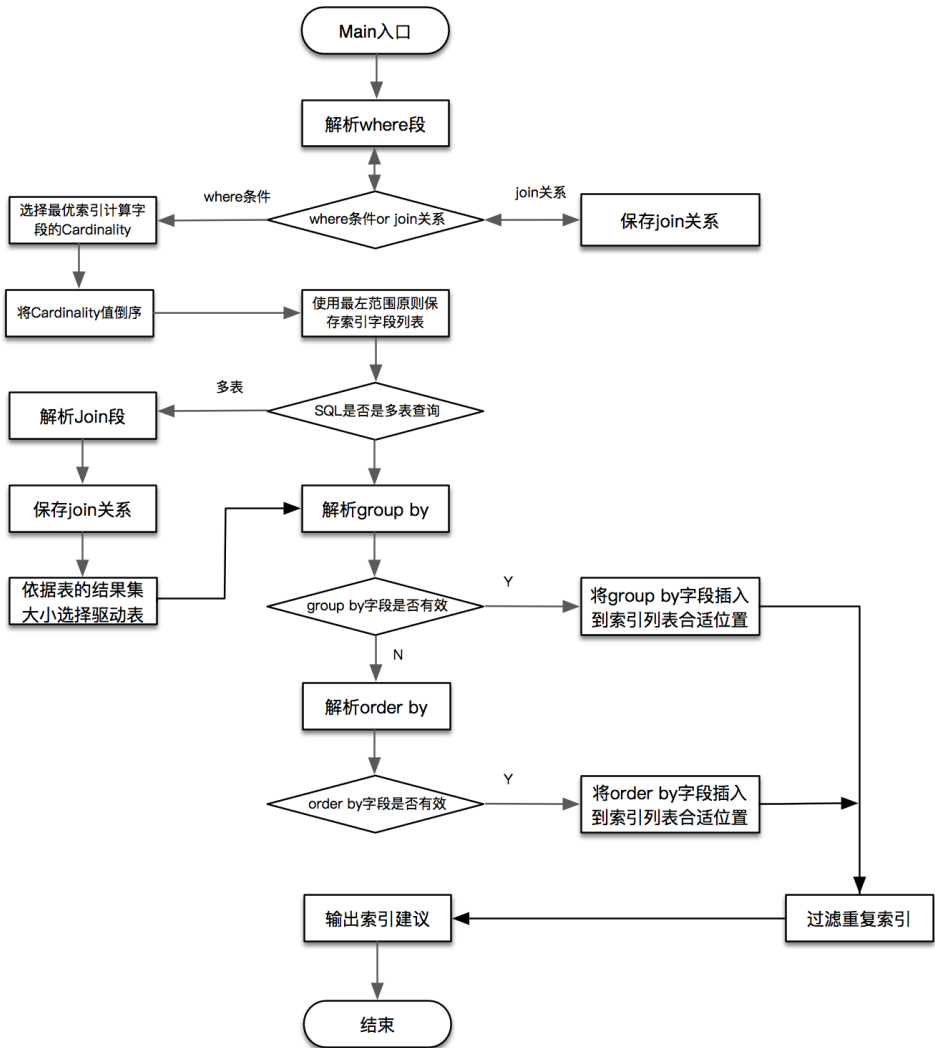 Main入口
解析where段
where条件
join关系
选择最优索引计算字
段的Cardinality
where条件or join关系
保存join关系
将Cardinality值倒序
使用最左范围原则保
存索引字段列表
多表
解析Join段
SQL是否是多表查询
保存join关系
解析group by
依据表的结果集
大小选择驱动表
group by字段是否有效
Y
将group by字段插入
到索引列表合适位置
N
解析order by
order by字段是否有效
Y
将order by字段插入
到索引列表合适位置
输出索引建议
过滤重复索引
结束